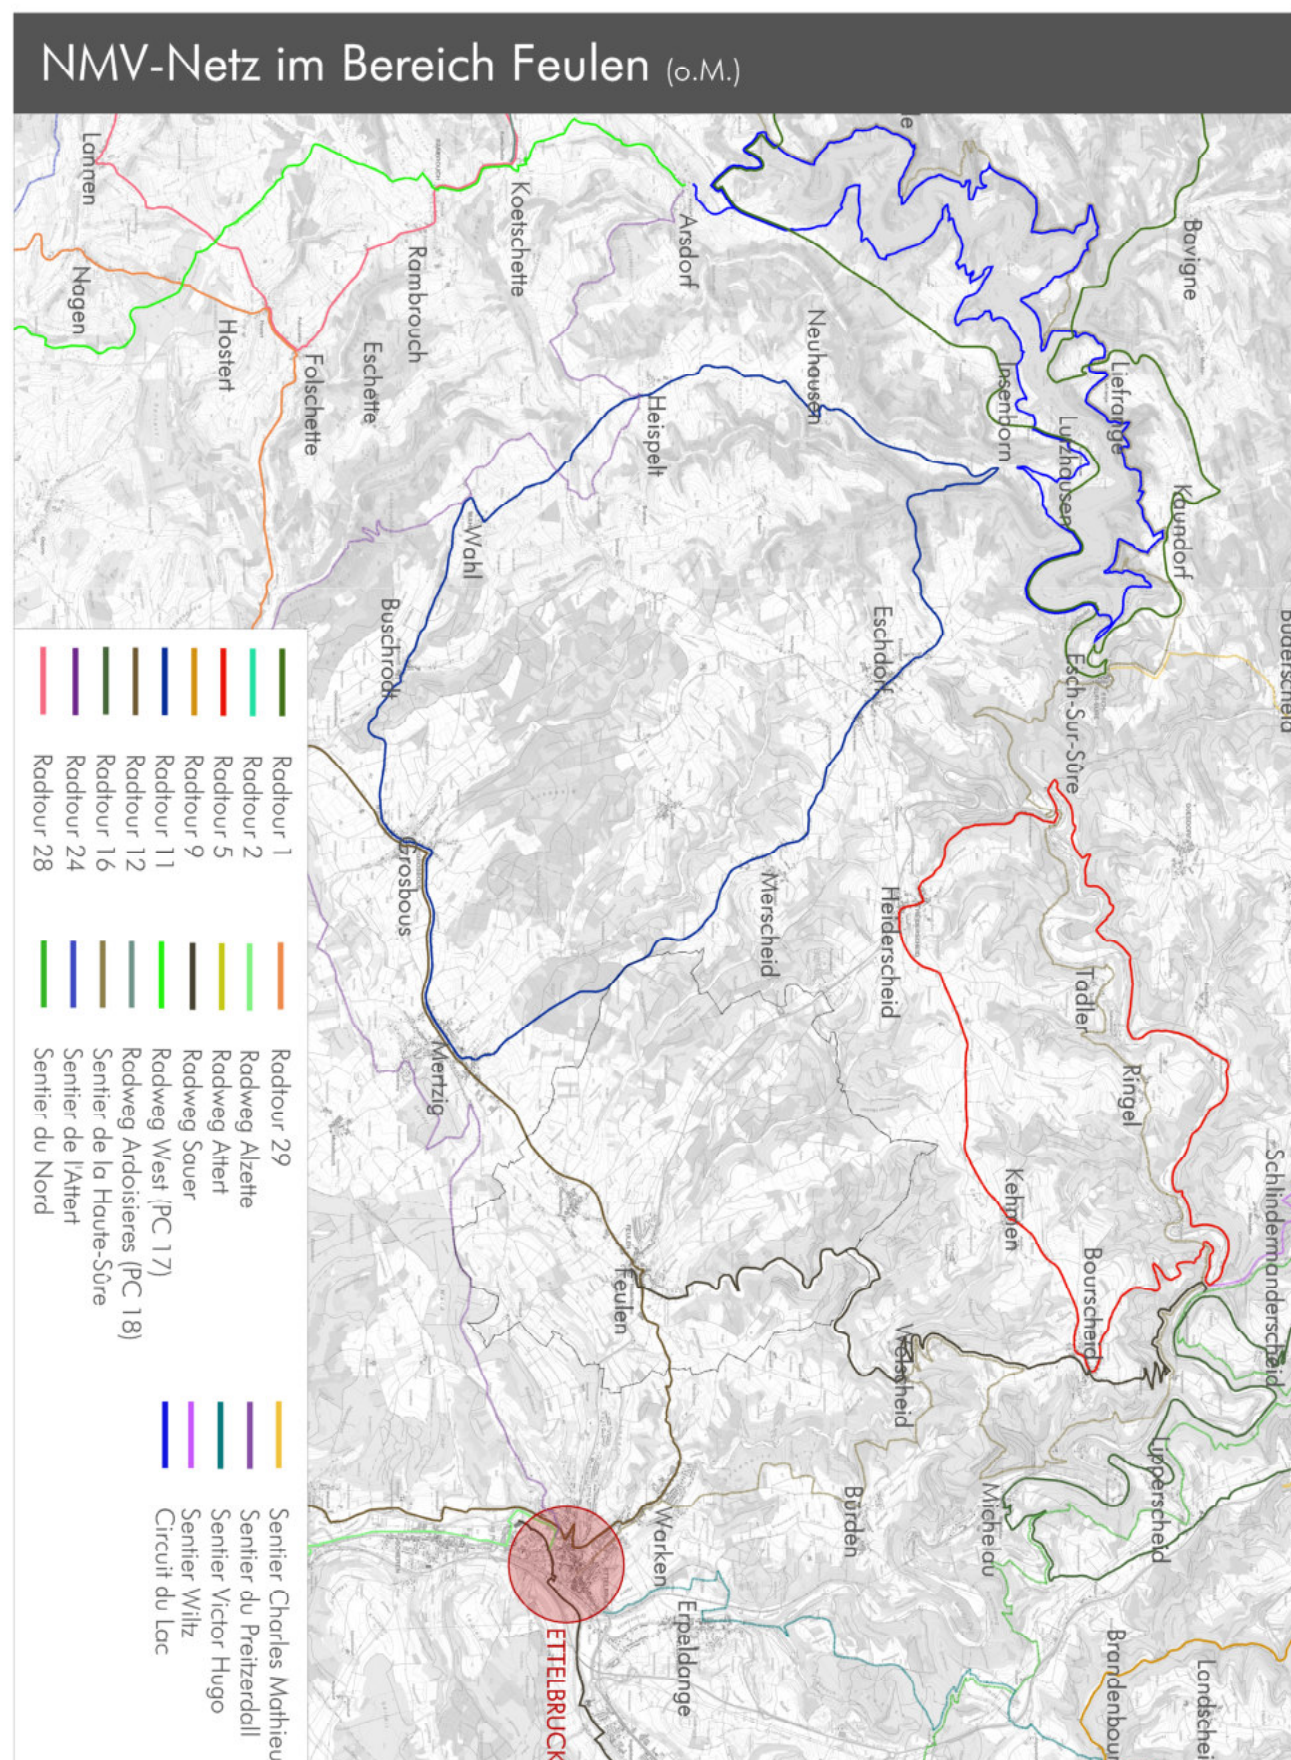 NMV-Netz im Bereich Feulen (o.M.)
Lannen
Nagen
Hostert
Folschette
Eschette
Rambrouch
Koetschette
Arsdorf
Heispelt
Neuhausen
Wahl
Buschrodt
Grosbous
Mertzig
Insenborn
Lutzhausen
Liefrange
Bavigne
Kaundorf
Büderscheid
Eschdorf
Esch-Sur-Sûre
Merscheid
Heiderscheid
Tadler
Ringel
Kehmen
Bourscheid
Schlindermanderscheid
Feulen
Welscheid
Lipperscheid
Michelau
Bürden
Warken
Erpeldange
ETTELBRUCK
Brandenbour
Landschei
Radtour 1
Radtour 2
Radtour 5
Radtour 9
Radtour 11
Radtour 12
Radtour 16
Radtour 24
Radtour 28
Radtour 29
Radweg Alzette
Radweg Attert
Radweg Sauer
Radweg West (PC 17)
Radweg Ardoisieres (PC 18)
Sentier de la Haute-Sûre
Sentier de l'Attert
Sentier du Nord
Sentier Charles Mathieu
Sentier du Preitzerdall
Sentier Victor Hugo
Sentier Wiltz
Circuit du Lac